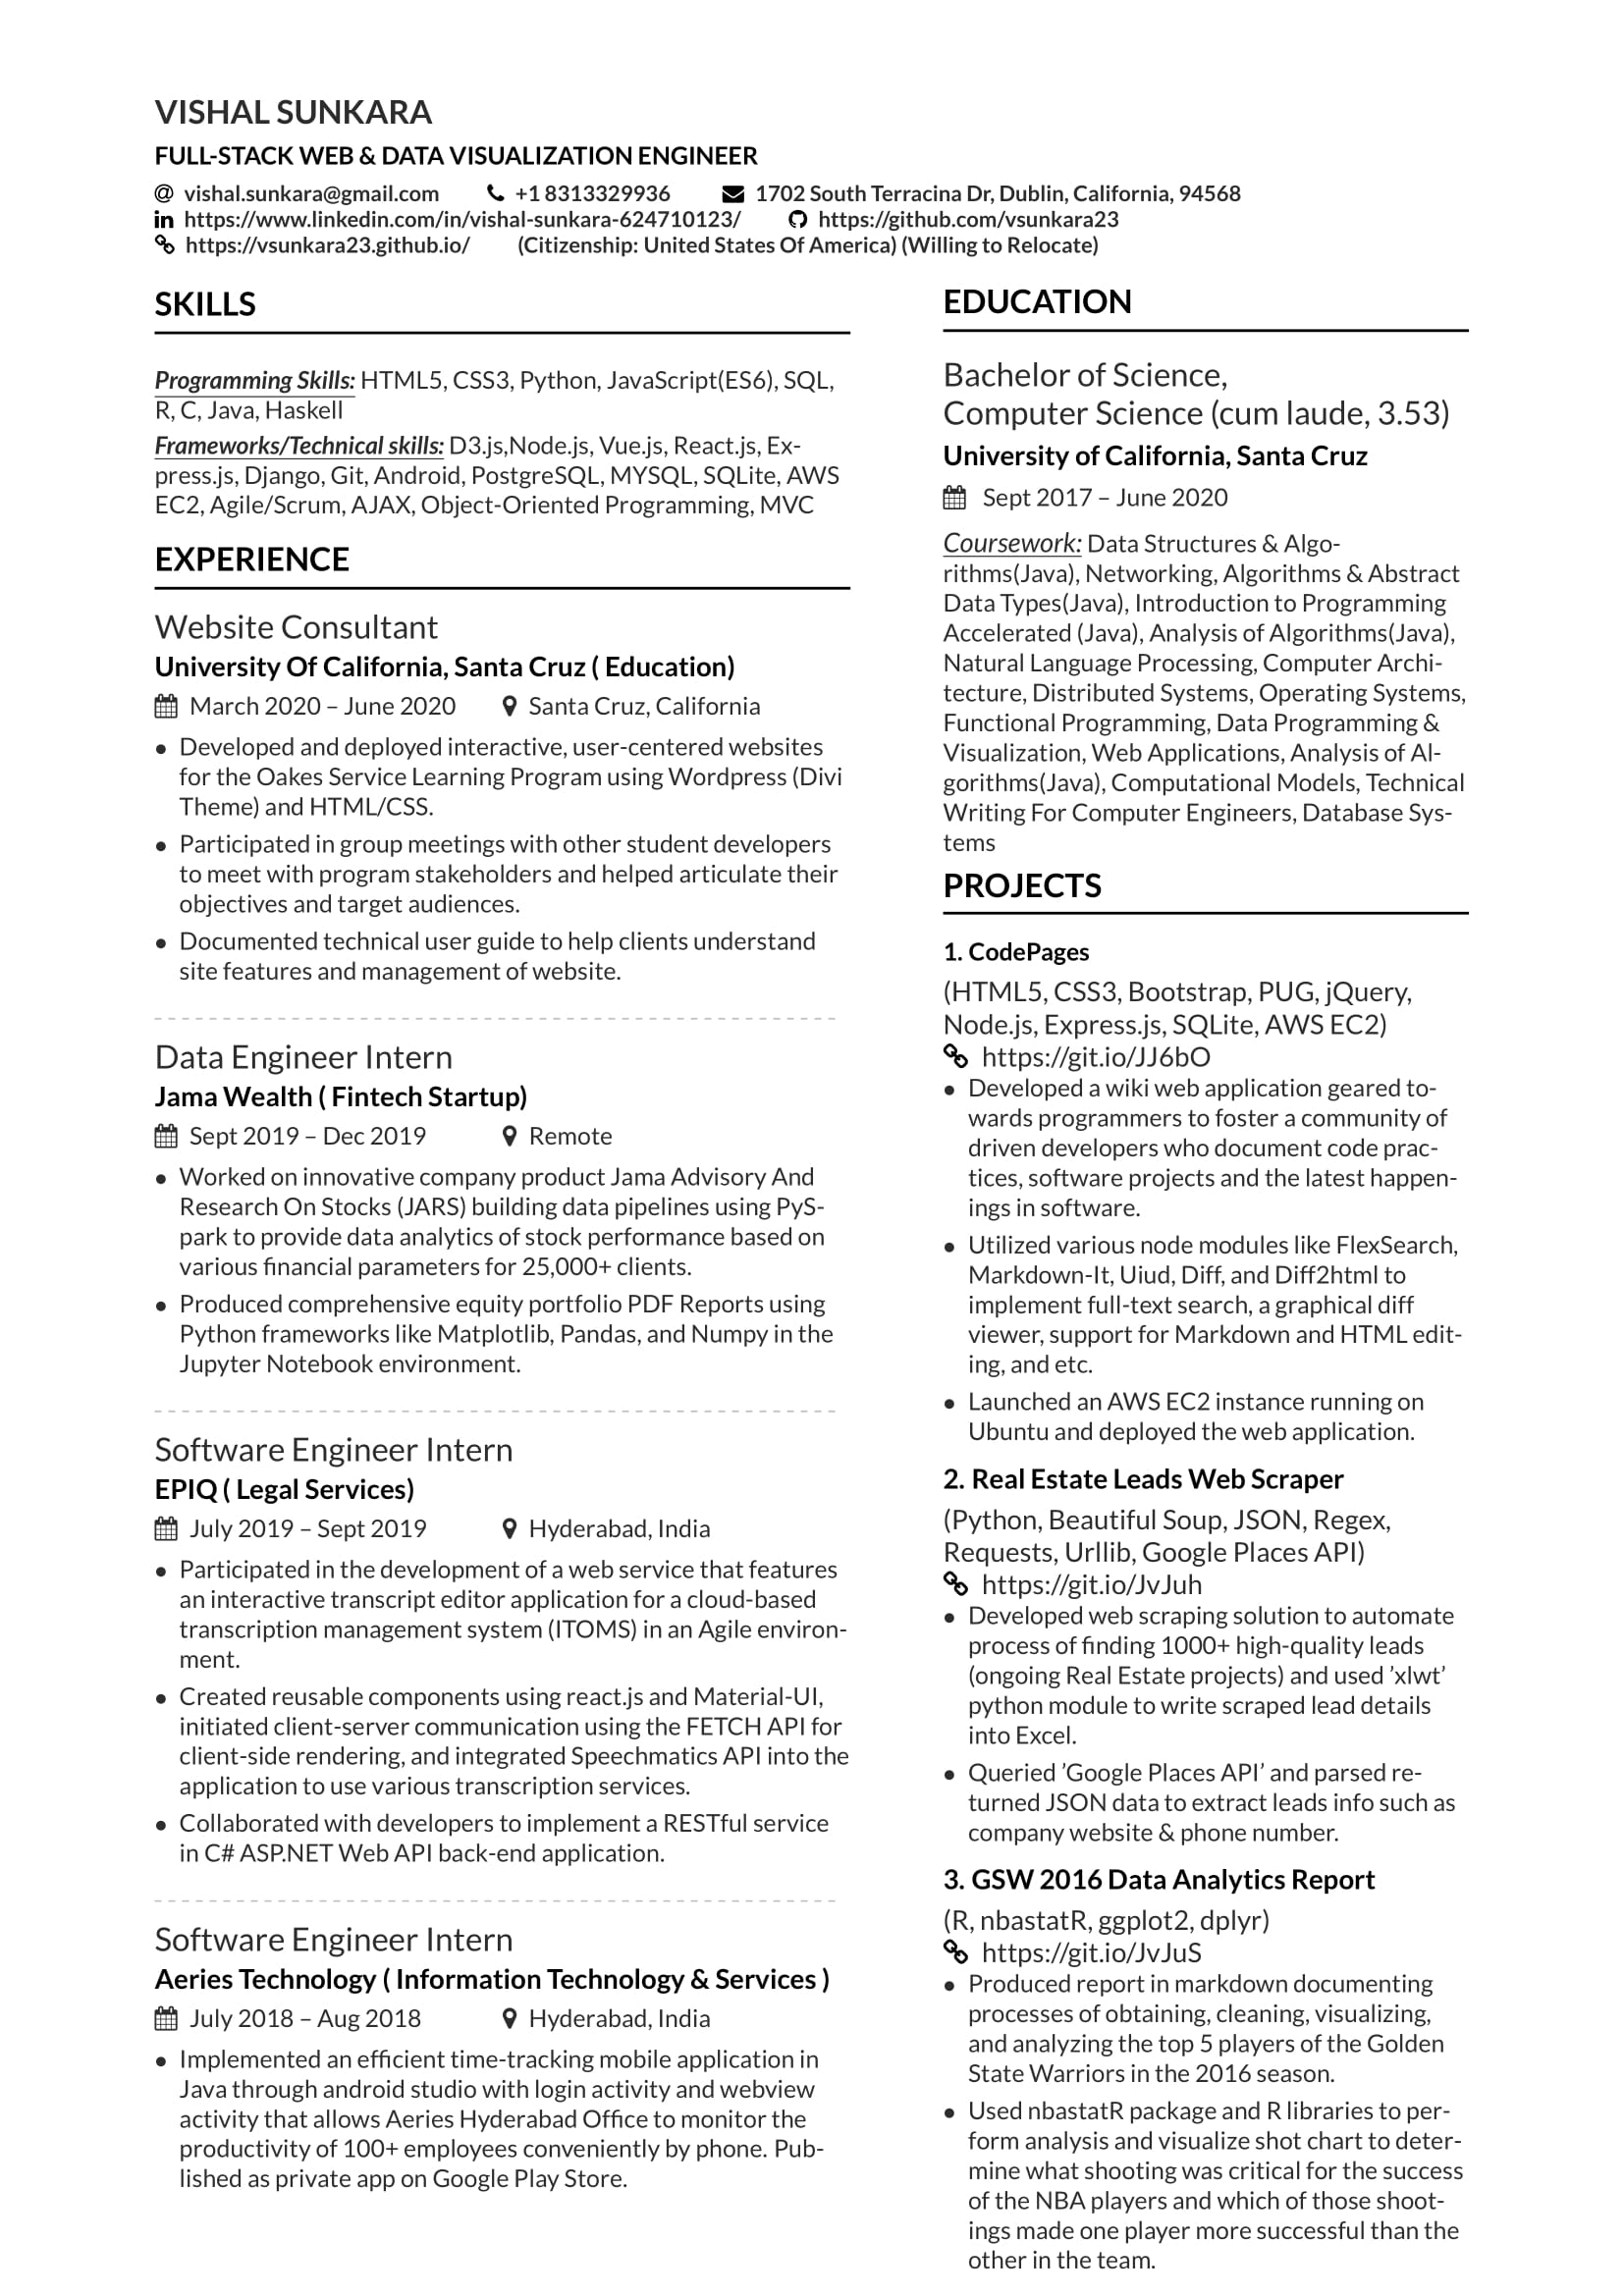 VISHAL SUNKARA
FULL-STACK WEB & DATA VISUALIZATION ENGINEER
vishal.sunkara@gmail.com +1 8313329936 1702 South Terracina Dr, Dublin, California, 94568
https://www.linkedin.com/in/vishal-sunkara-624710123/ https://github.com/vsunkara23
https://vsunkara23.github.io/ (Citizenship: United States Of America) (Willing to Relocate)
SKILLS
Programming Skills: HTML5, CSS3, Python, JavaScript(ES6), SQL,
R, C, Java, Haskell
Frameworks/Technical skills: D3.js,Node.js, Vue.js, React.js, Ex-
press.js, Django, Git, Android, PostgreSQL, MYSQL, SQLite, AWS
EC2, Agile/Scrum, AJAX, Object-Oriented Programming, MVC
EXPERIENCE
Website Consultant
University Of California, Santa Cruz ( Education)
March 2020 – June 2020 Santa Cruz, California
• Developed and deployed interactive, user-centered websites
for the Oakes Service Learning Program using Wordpress (Divi
Theme) and HTML/CSS.
• Participated in group meetings with other student developers
to meet with program stakeholders and helped articulate their
objectives and target audiences.
• Documented technical user guide to help clients understand
site features and management of website.
Data Engineer Intern
Jama Wealth ( Fintech Startup)
Sept 2019 – Dec 2019 Remote
• Worked on innovative company product Jama Advisory And
Research On Stocks (JARS) building data pipelines using PyS-
park to provide data analytics of stock performance based on
various financial parameters for 25,000+ clients.
• Produced comprehensive equity portfolio PDF Reports using
Python frameworks like Matplotlib, Pandas, and Numpy in the
Jupyter Notebook environment.
Software Engineer Intern
EPIQ ( Legal Services)
July 2019 – Sept 2019 Hyderabad, India
• Participated in the development of a web service that features
an interactive transcript editor application for a cloud-based
transcription management system (ITOMS) in an Agile environ-
ment.
• Created reusable components using react.js and Material-UI,
initiated client-server communication using the FETCH API for
client-side rendering, and integrated Speechmatics API into the
application to use various transcription services.
• Collaborated with developers to implement a RESTful service
in C# ASP.NET Web API back-end application.
Software Engineer Intern
Aeries Technology ( Information Technology & Services )
July 2018 – Aug 2018 Hyderabad, India
• Implemented an efficient time-tracking mobile application in
Java through android studio with login activity and webview
activity that allows Aeries Hyderabad Office to monitor the
productivity of 100+ employees conveniently by phone. Pub-
lished as private app on Google Play Store.
EDUCATION
Bachelor of Science,
Computer Science (cum laude, 3.53)
University of California, Santa Cruz
Sept 2017 – June 2020
Coursework: Data Structures & Algo-
rithms(Java), Networking, Algorithms & Abstract
Data Types(Java), Introduction to Programming
Accelerated (Java), Analysis of Algorithms(Java),
Natural Language Processing, Computer Archi-
tecture, Distributed Systems, Operating Systems,
Functional Programming, Data Programming &
Visualization, Web Applications, Analysis of Al-
gorithms(Java), Computational Models, Technical
Writing For Computer Engineers, Database Sys-
tems
PROJECTS
1. CodePages
(HTML5, CSS3, Bootstrap, PUG, jQuery,
Node.js, Express.js, SQLite, AWS EC2)
https://git.io/JJ6bO
• Developed a wiki web application geared to-
wards programmers to foster a community of
driven developers who document code prac-
tices, software projects and the latest happen-
ings in software.
• Utilized various node modules like FlexSearch,
Markdown-It, Uiud, Diff, and Diff2html to
implement full-text search, a graphical diff
viewer, support for Markdown and HTML edit-
ing, and etc.
• Launched an AWS EC2 instance running on
Ubuntu and deployed the web application.
2. Real Estate Leads Web Scraper
(Python, Beautiful Soup, JSON, Regex,
Requests, Urllib, Google Places API)
https://git.io/JvJuh
• Developed web scraping solution to automate
process of finding 1000+ high-quality leads
(ongoing Real Estate projects) and used ’xlwt’
python module to write scraped lead details
into Excel.
• Queried ’Google Places API’ and parsed re-
turned JSON data to extract leads info such as
company website & phone number.
3. GSW 2016 Data Analytics Report
(R, nbastatR, ggplot2, dplyr)
https://git.io/JvJuS
• Produced report in markdown documenting
processes of obtaining, cleaning, visualizing,
and analyzing the top 5 players of the Golden
State Warriors in the 2016 season.
• Used nbastatR package and R libraries to per-
form analysis and visualize shot chart to deter-
mine what shooting was critical for the success
of the NBA players and which of those shoot-
ings made one player more successful than the
other in the team.